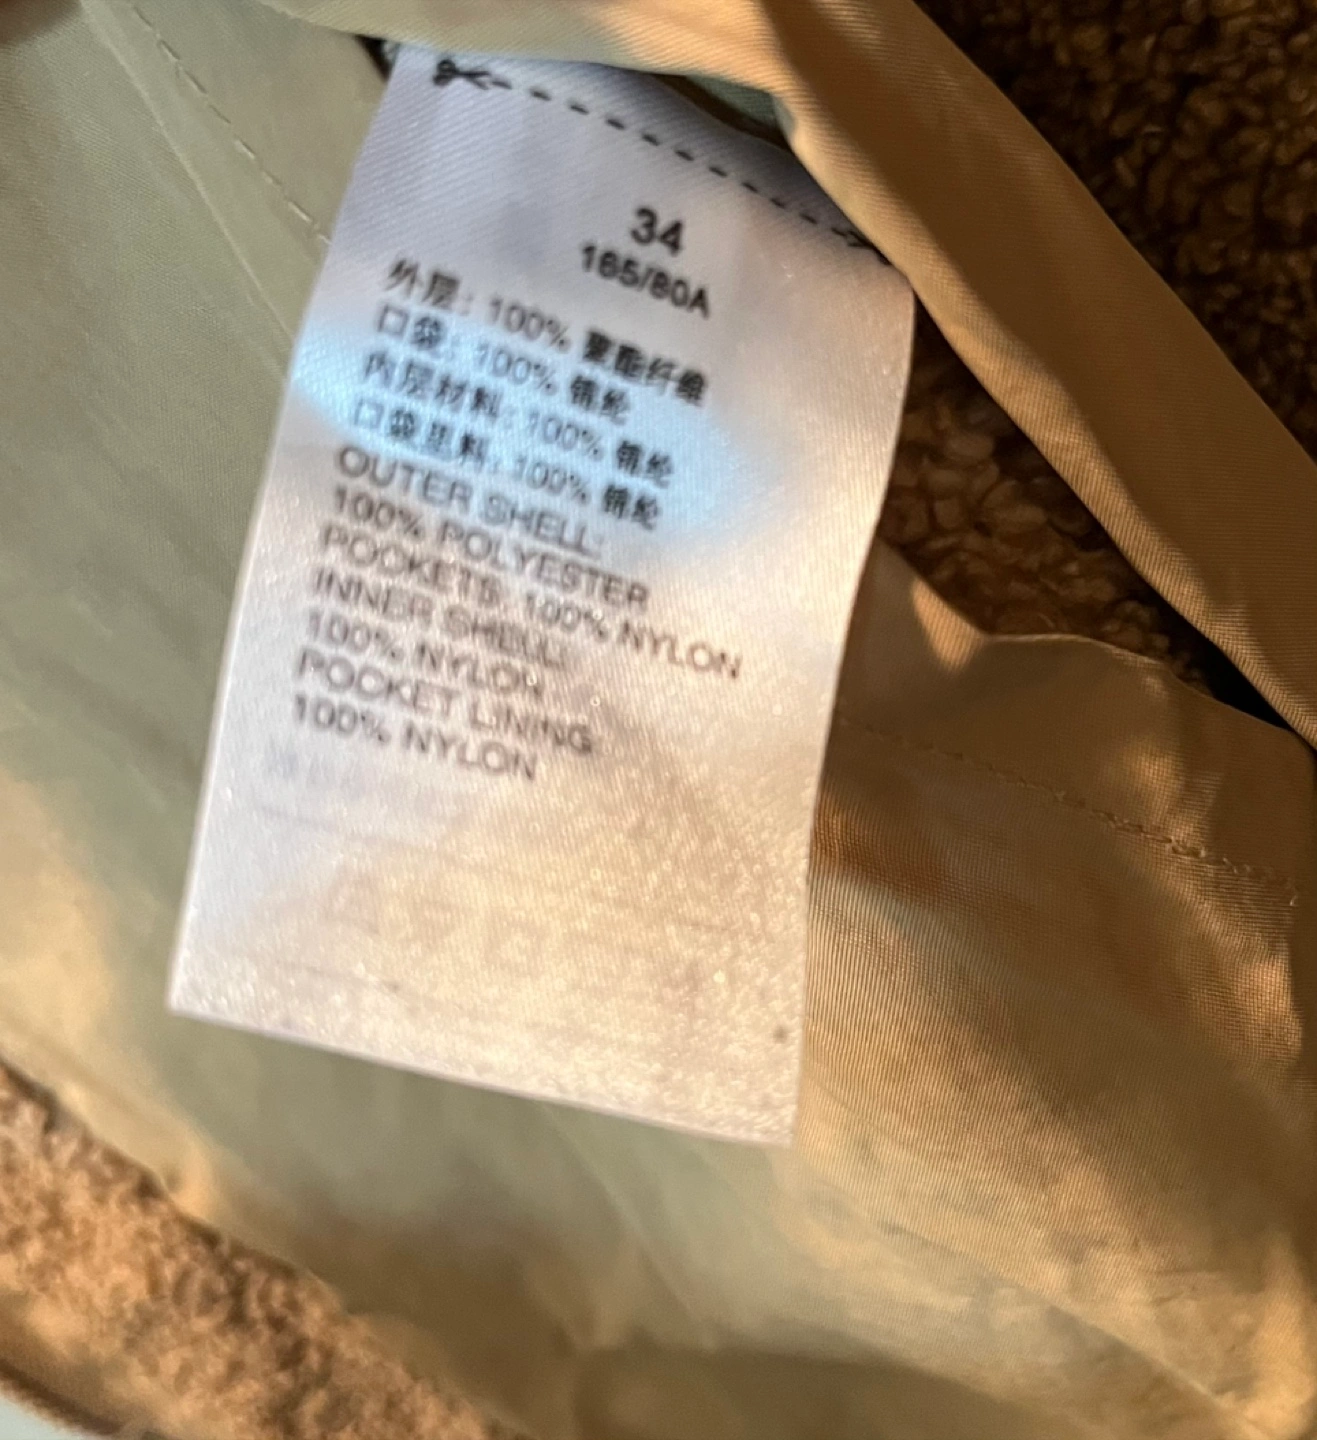 34
165/80A
外层：100% 聚酯纤维
口袋：100% 锦纶
内层材料：100% 锦纶
口袋里料：100% 锦纶
OUTER SHELL:
100% POLYESTER
POCKETS: 100% NYLON
INNER SHELL:
100% NYLON
POCKET LINING
100% NYLON